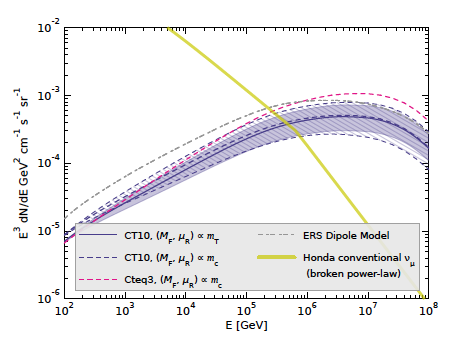 10^-2
10^-3
10^-4
10^-5
10^-6
E^3 dN/dE GeV^2 cm^-1 s^-1 sr^-1
CT10, (M_F, μ_R) ∝ m_T
CT10, (M_F, μ_R) ∝ m_c
Cteq3, (M_F, μ_R) ∝ m_c
ERS Dipole Model
Honda conventional ν_μ
(broken power-law)
10^2 10^3 10^4 10^5 10^6 10^7 10^8
E [GeV]